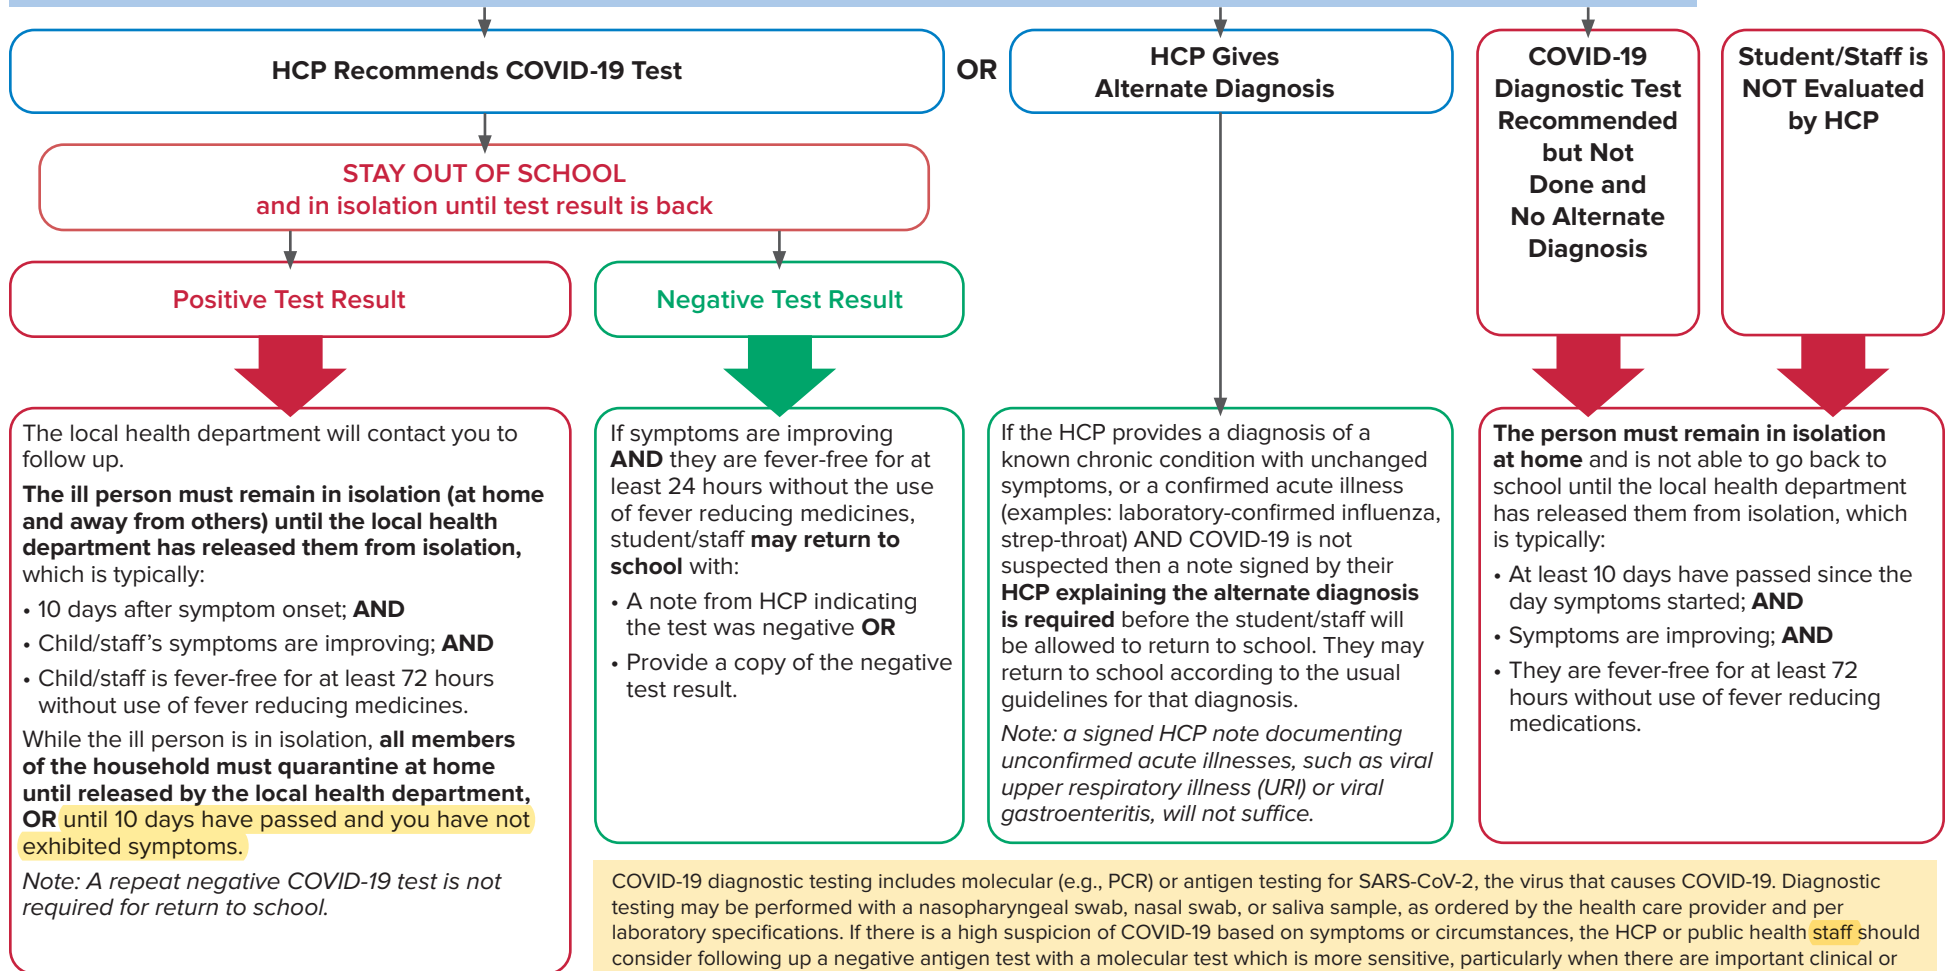 HCP Recommends COVID-19 Test
OR
HCP Gives
Alternate Diagnosis
COVID-19
Diagnostic Test
Recommended
but Not
Done and
No Alternate
Diagnosis
Student/Staff is
NOT Evaluated
by HCP
STAY OUT OF SCHOOL
and in isolation until test result is back
Positive Test Result
Negative Test Result
The local health department will contact you to
follow up.
The ill person must remain in isolation (at home
and away from others) until the local health
department has released them from isolation,
which is typically:
• 10 days after symptom onset; AND
• Child/staff's symptoms are improving; AND
• Child/staff is fever-free for at least 72 hours
without use of fever reducing medicines.
While the ill person is in isolation, all members
of the household must quarantine at home
until released by the local health department,
OR until 10 days have passed and you have not
exhibited symptoms.
Note: A repeat negative COVID-19 test is not
required for return to school.
If symptoms are improving
AND they are fever-free for at
least 24 hours without the use
of fever reducing medicines,
student/staff may return to
school with:
• A note from HCP indicating
the test was negative OR
• Provide a copy of the negative
test result.
If the HCP provides a diagnosis of a
known chronic condition with unchanged
symptoms, or a confirmed acute illness
(examples: laboratory-confirmed influenza,
strep-throat) AND COVID-19 is not
suspected then a note signed by their
HCP explaining the alternate diagnosis
is required before the student/staff will
be allowed to return to school. They may
return to school according to the usual
guidelines for that diagnosis.
Note: a signed HCP note documenting
unconfirmed acute illnesses, such as viral
upper respiratory illness (URI) or viral
gastroenteritis, will not suffice.
The person must remain in isolation
at home and is not able to go back to
school until the local health department
has released them from isolation, which
is typically:
• At least 10 days have passed since the
day symptoms started; AND
• Symptoms are improving; AND
• They are fever-free for at least 72
hours without use of fever reducing
medications.
COVID-19 diagnostic testing includes molecular (e.g., PCR) or antigen testing for SARS-CoV-2, the virus that causes COVID-19. Diagnostic
testing may be performed with a nasopharyngeal swab, nasal swab, or saliva sample, as ordered by the health care provider and per
laboratory specifications. If there is a high suspicion of COVID-19 based on symptoms or circumstances, the HCP or public health staff should
consider following up a negative antigen test with a molecular test which is more sensitive, particularly when there are important clinical or